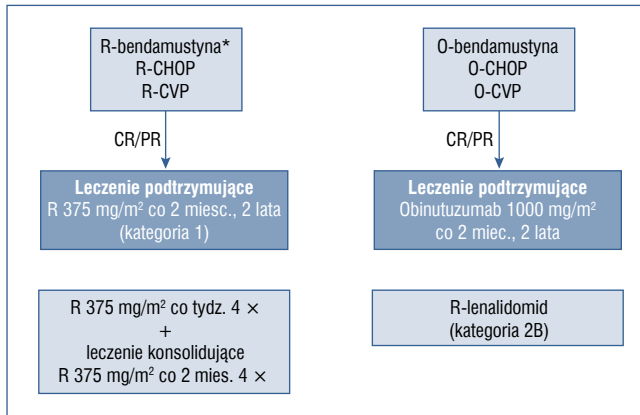 R-bendamustyna*
R-CHOP
R-CVP
CR/PR
Leczenie podtrzymujące
R 375 mg/m² co 2 miesc., 2 lata
(kategoria 1)
R 375 mg/m² co tydz. 4 ×
+
leczenie konsolidujące
R 375 mg/m² co 2 mies. 4 ×
O-bendamustyna
O-CHOP
O-CVP
CR/PR
Leczenie podtrzymujące
Obinutuzumab 1000 mg/m²
co 2 miec., 2 lata
R-lenalidomid
(kategoria 2B)